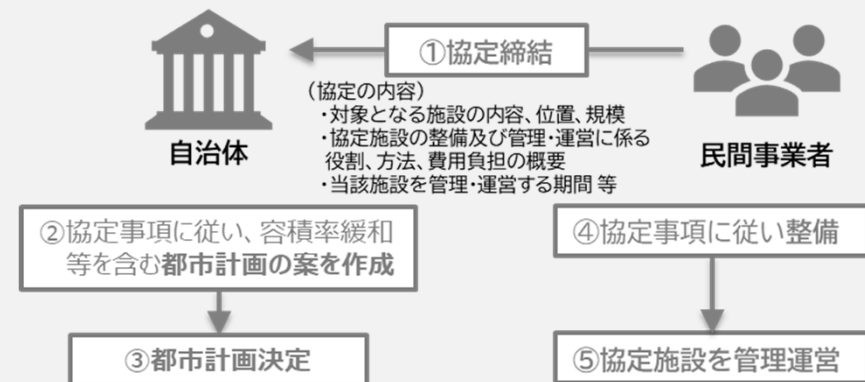 ①協定締結
(協定の内容)
・対象となる施設の内容、位置、規模
・協定施設の整備及び管理・運営に係る
役割、方法、費用負担の概要
・当該施設を管理・運営する期間 等
自治体
民間事業者
②協定事項に従い、容積率緩和
等を含む都市計画の案を作成
③都市計画決定
④協定事項に従い整備
⑤協定施設を管理運営